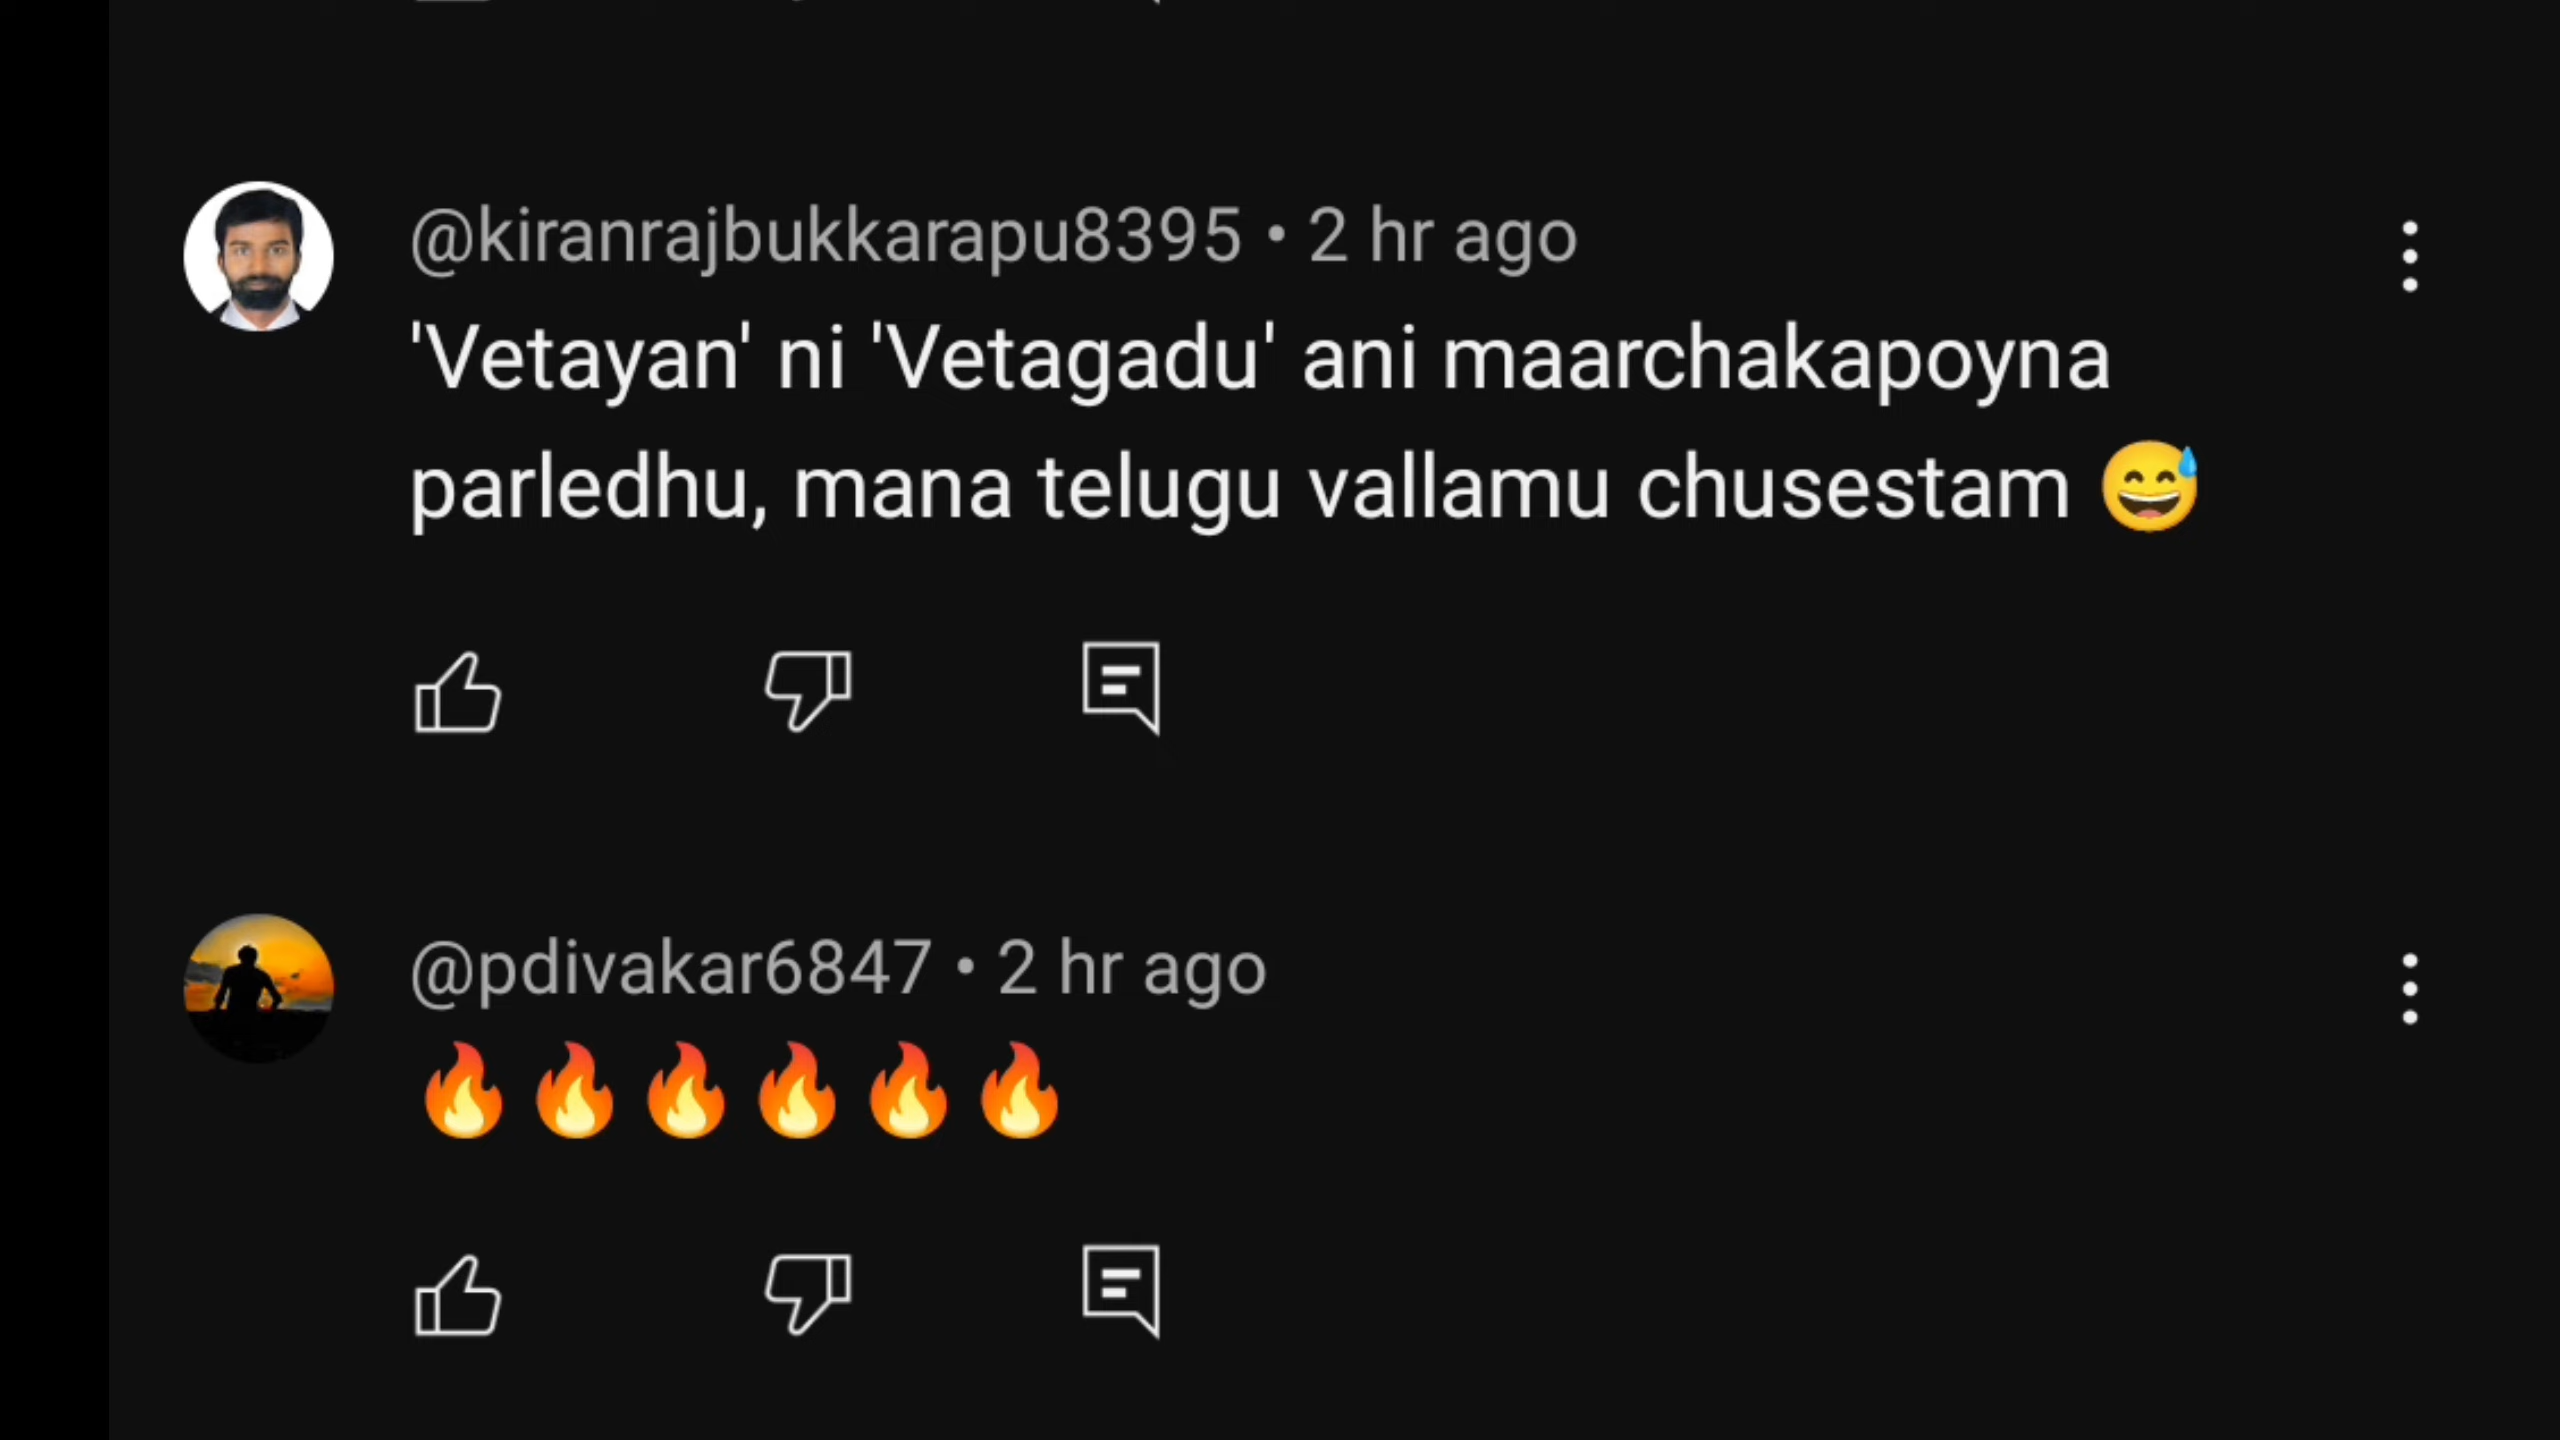 @kiranrajbukkarapu8395 • 2 hr ago
'Vetayan' ni 'Vetagadu' ani maarchakapoyna
parledhu, mana telugu vallamu chusestam 😅
@pdivakar6847 • 2 hr ago
🔥🔥🔥🔥🔥🔥